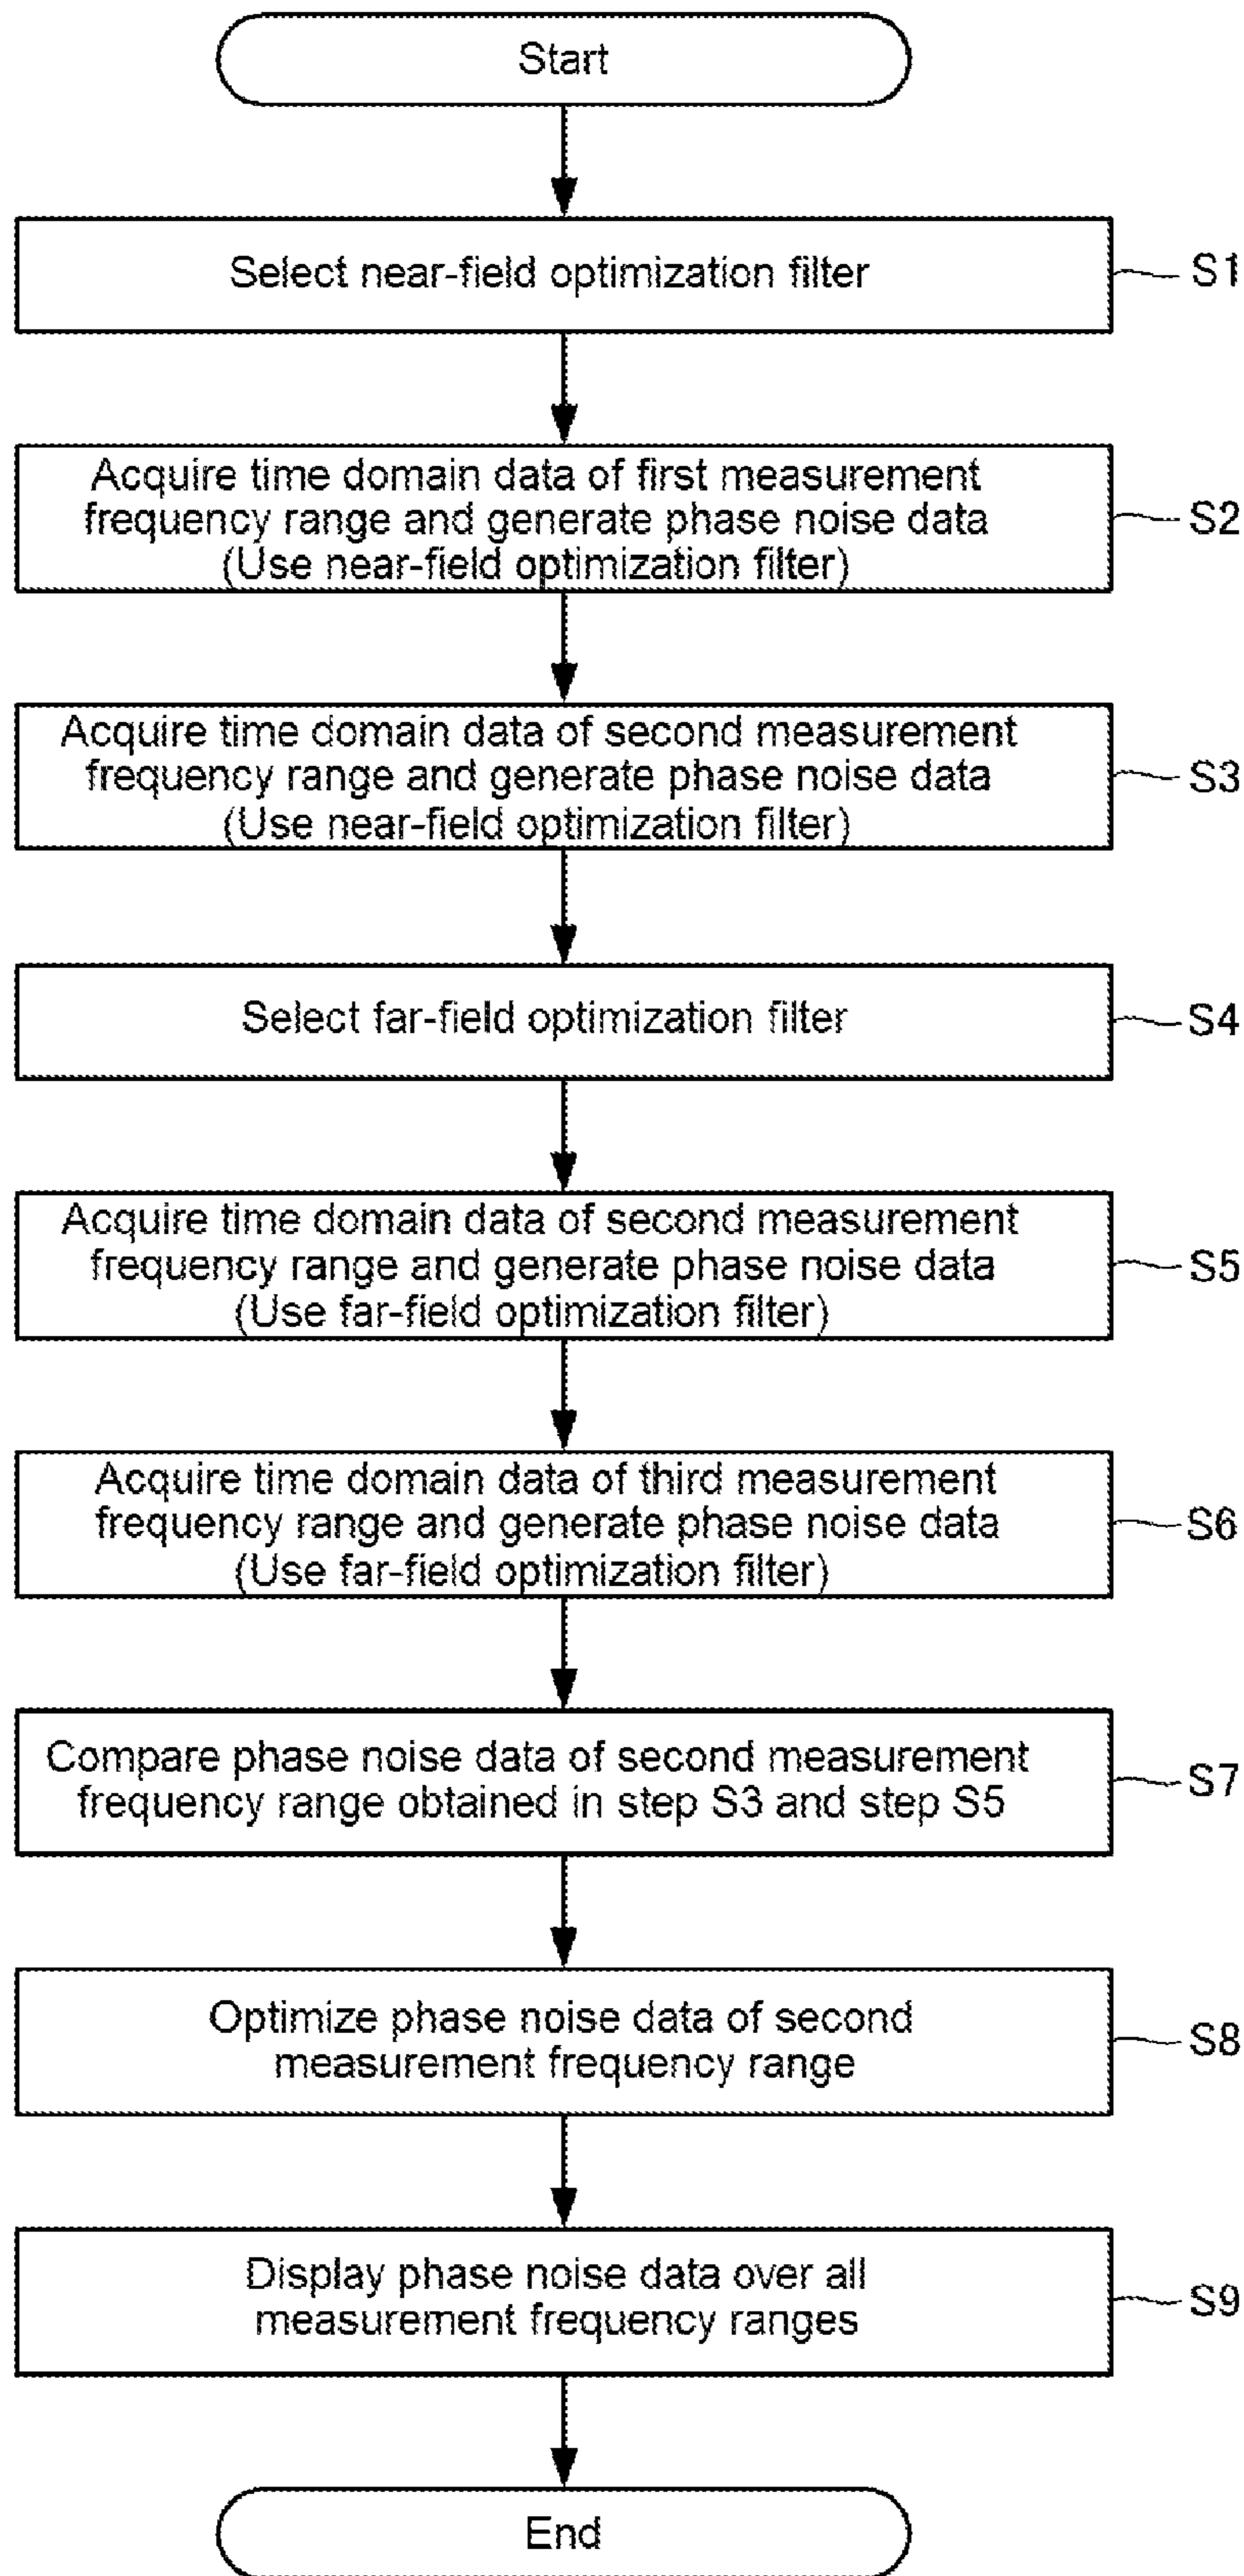 Start
Select near-field optimization filter
S1
Acquire time domain data of first measurement
frequency range and generate phase noise data
(Use near-field optimization filter)
S2
Acquire time domain data of second measurement
frequency range and generate phase noise data
(Use near-field optimization filter)
S3
Select far-field optimization filter
S4
Acquire time domain data of second measurement
frequency range and generate phase noise data
(Use far-field optimization filter)
S5
Acquire time domain data of third measurement
frequency range and generate phase noise data
(Use far-field optimization filter)
S6
Compare phase noise data of second measurement
frequency range obtained in step S3 and step S5
S7
Optimize phase noise data of second
measurement frequency range
S8
Display phase noise data over all
measurement frequency ranges
S9
End